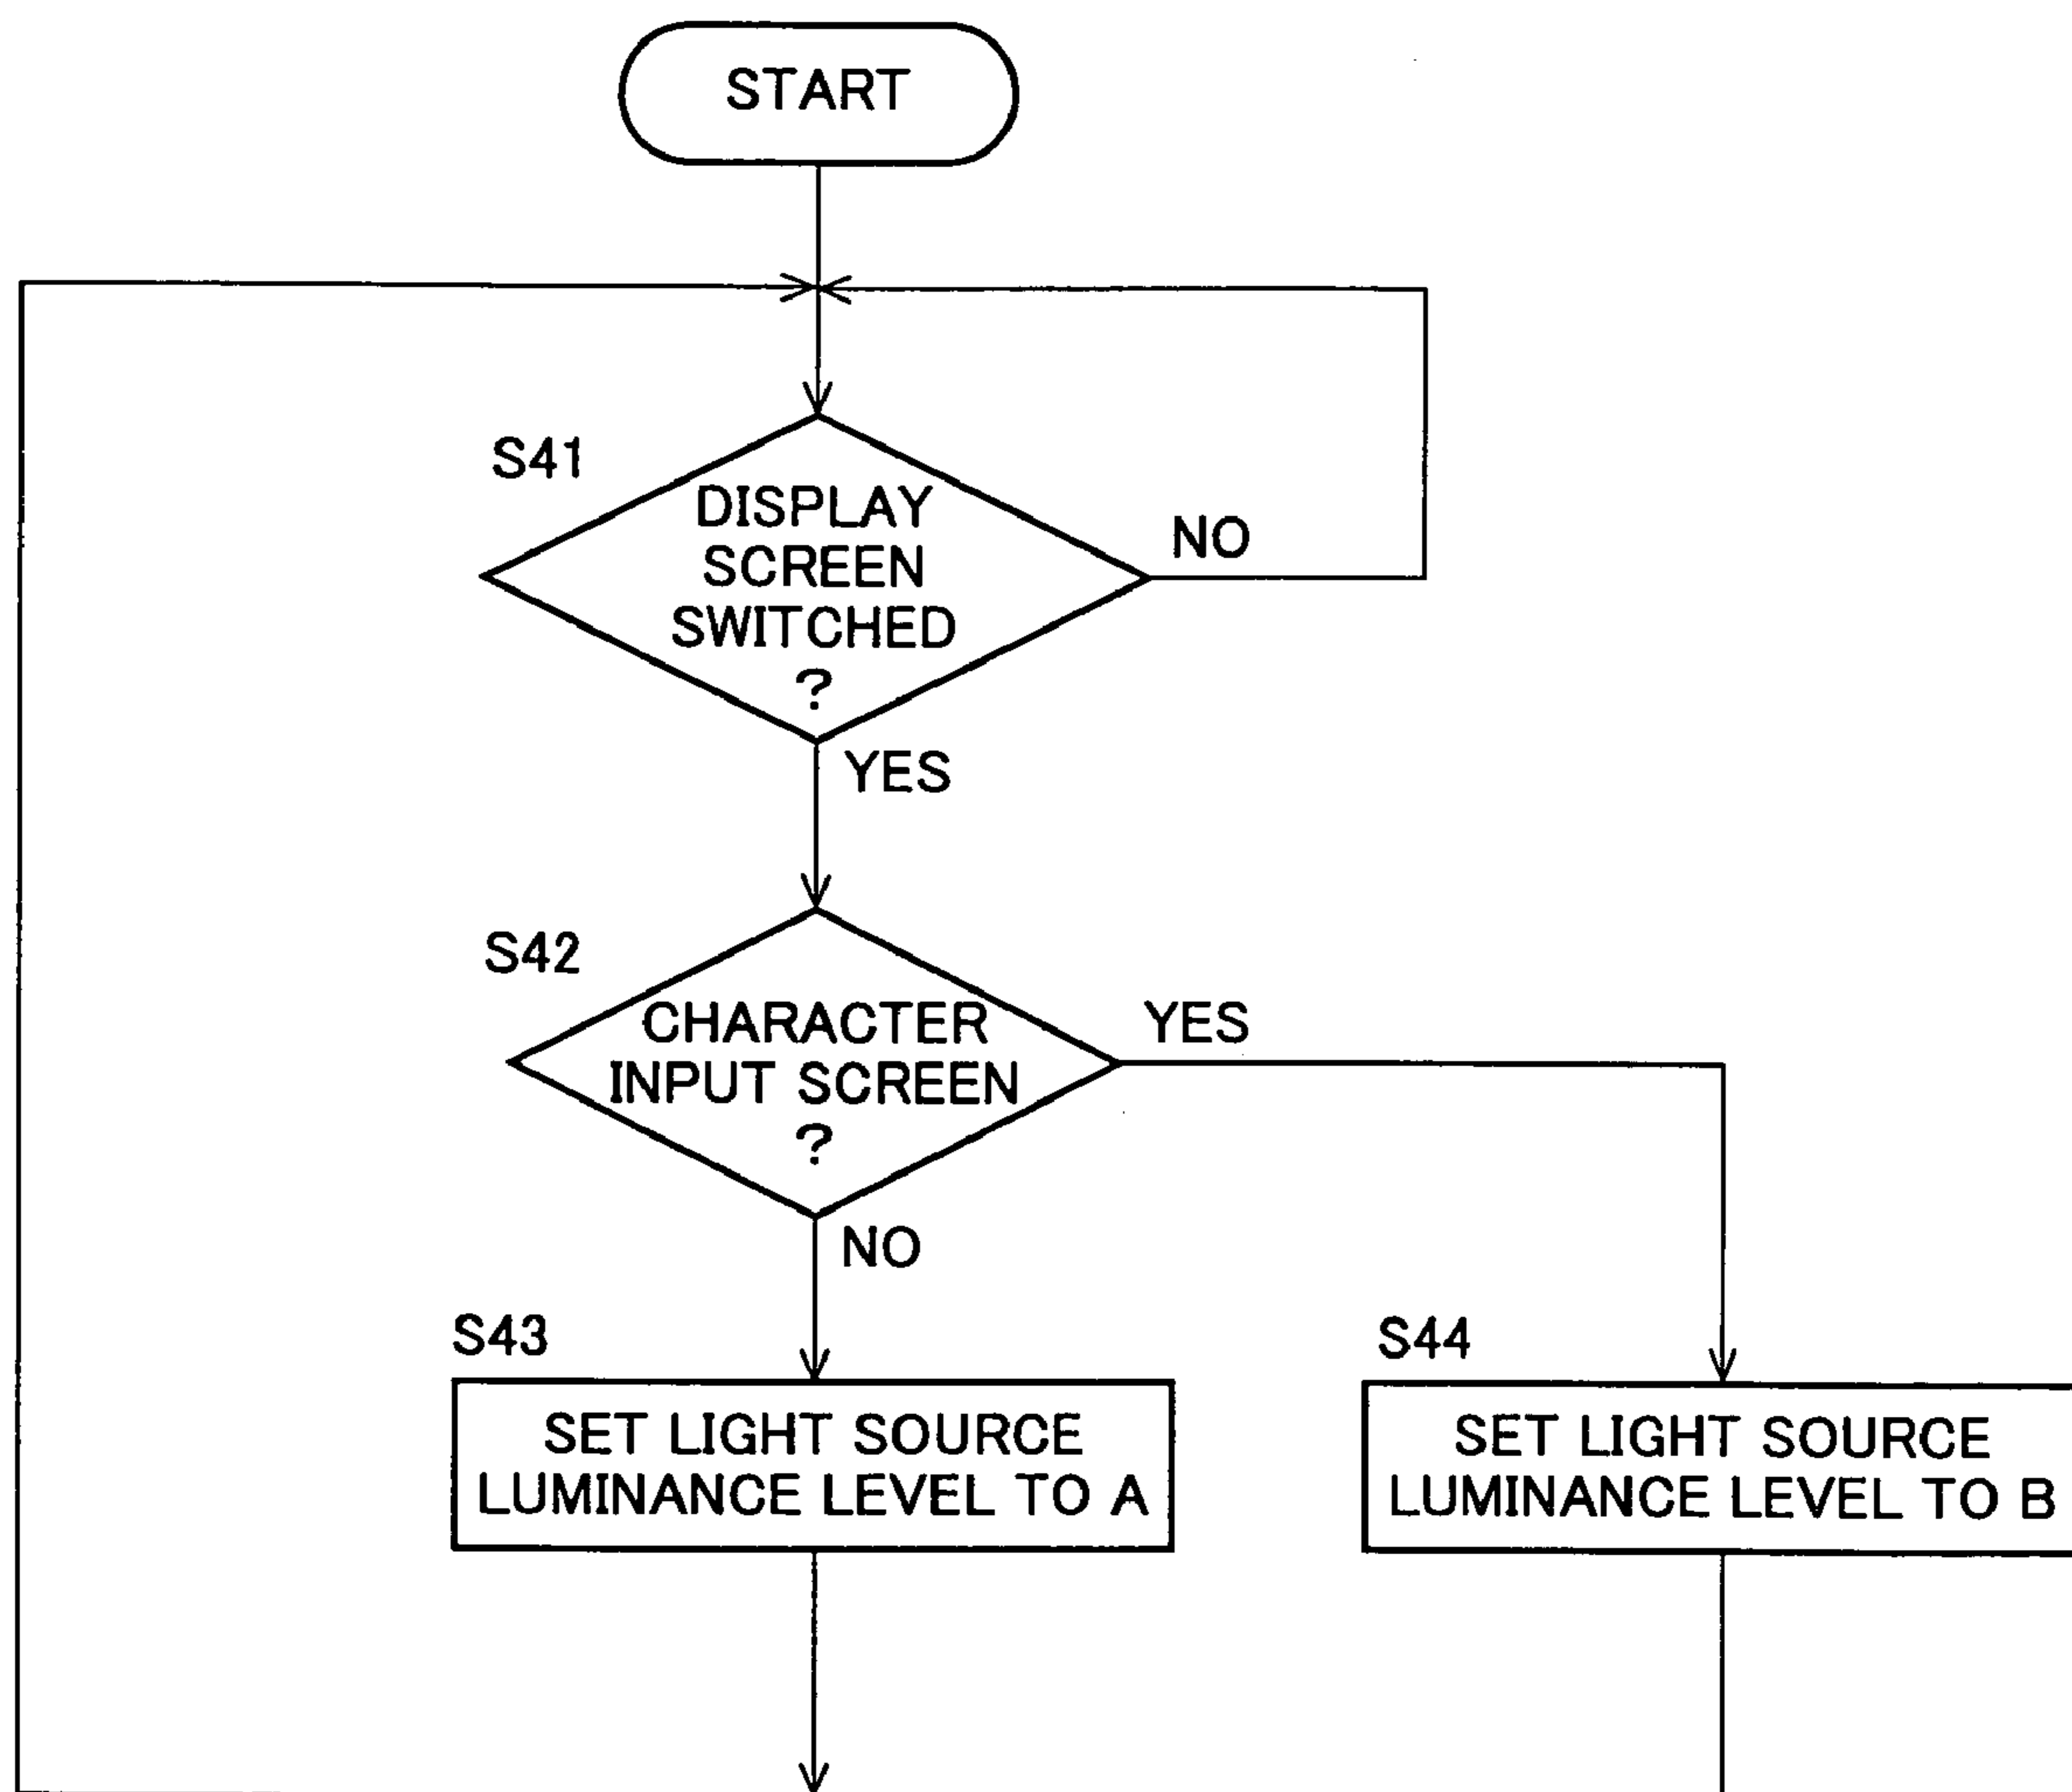 START
S41
DISPLAY
SCREEN
SWITCHED
?
NO
YES
S42
CHARACTER
INPUT SCREEN
?
YES
NO
S43
SET LIGHT SOURCE
LUMINANCE LEVEL TO A
S44
SET LIGHT SOURCE
LUMINANCE LEVEL TO B